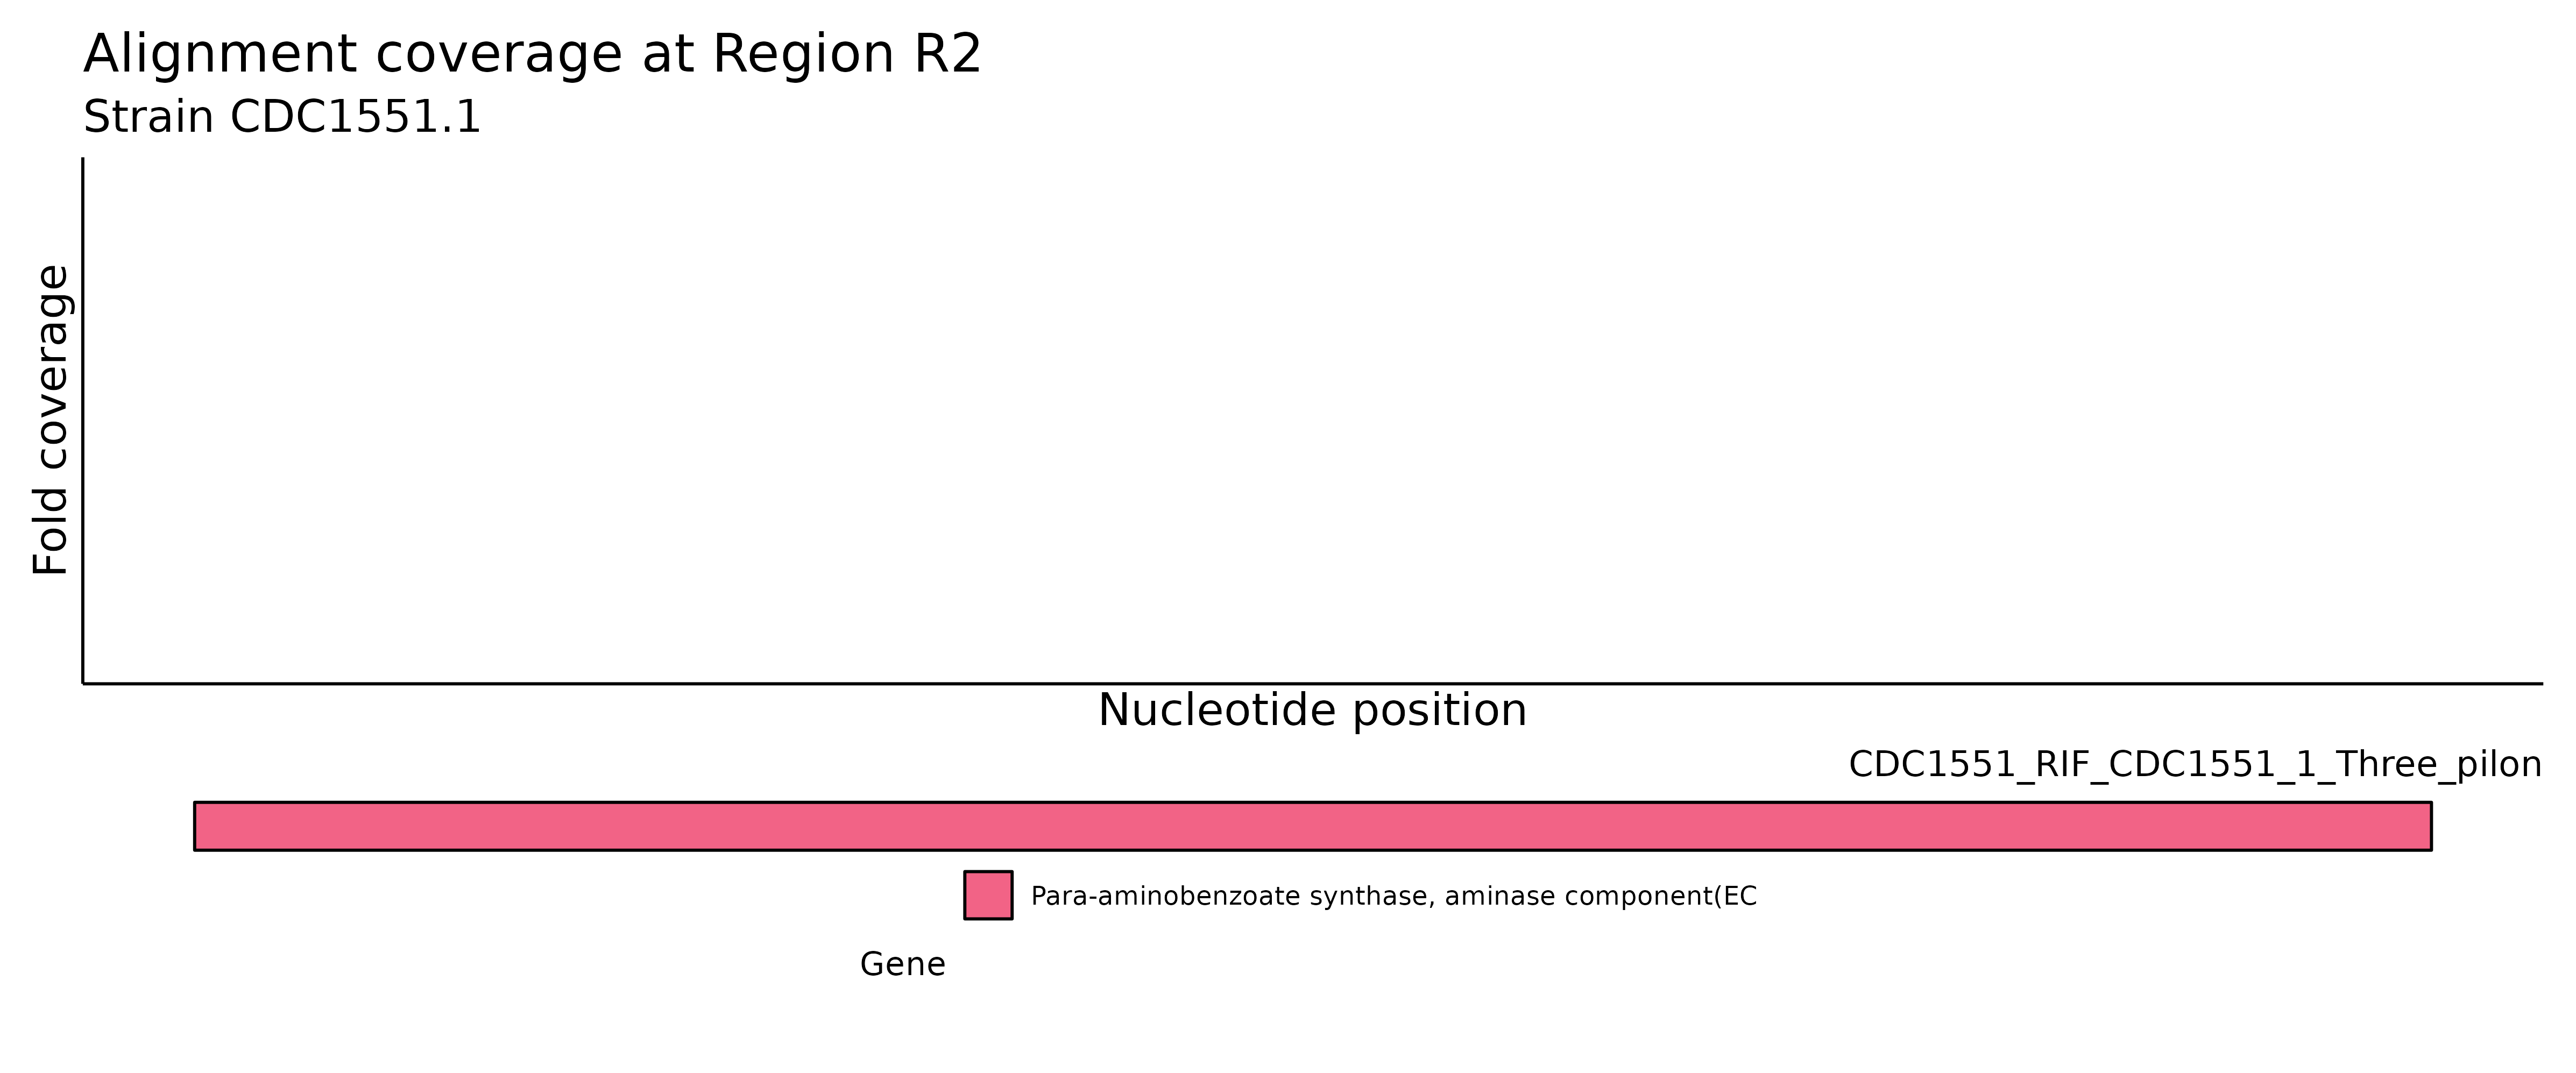 Alignment coverage at Region R2
Strain CDC1551.1
Fold coverage
Nucleotide position
CDC1551_RIF_CDC1551_1_Three_pilon
Para-aminobenzoate synthase, aminase component(EC
Gene